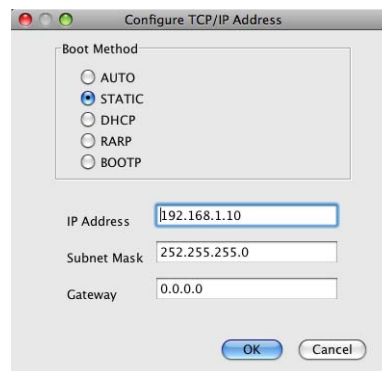 Configure TCP/IP Address
Boot Method
AUTO
STATIC
DHCP
RARP
BOOTP
IP Address 192.168.1.10
Subnet Mask 252.255.255.0
Gateway 0.0.0.0
OK Cancel